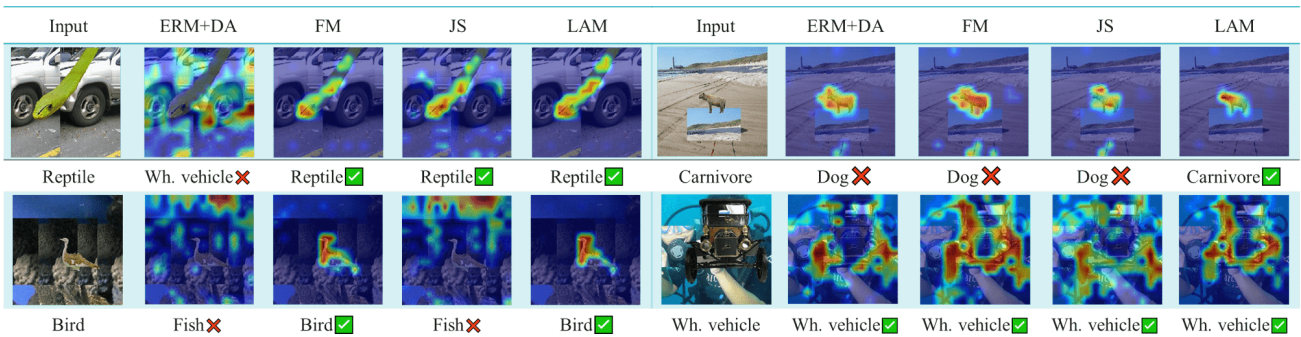 Input ERM+DA FM JS LAM Input ERM+DA FM JS LAM
Reptile Wh. vehicle Reptile Reptile Reptile Carnivore Dog Dog Dog Carnivore
Bird Fish Bird Fish Bird Wh. vehicle Wh. vehicle Wh. vehicle Wh. vehicle Wh. vehicle